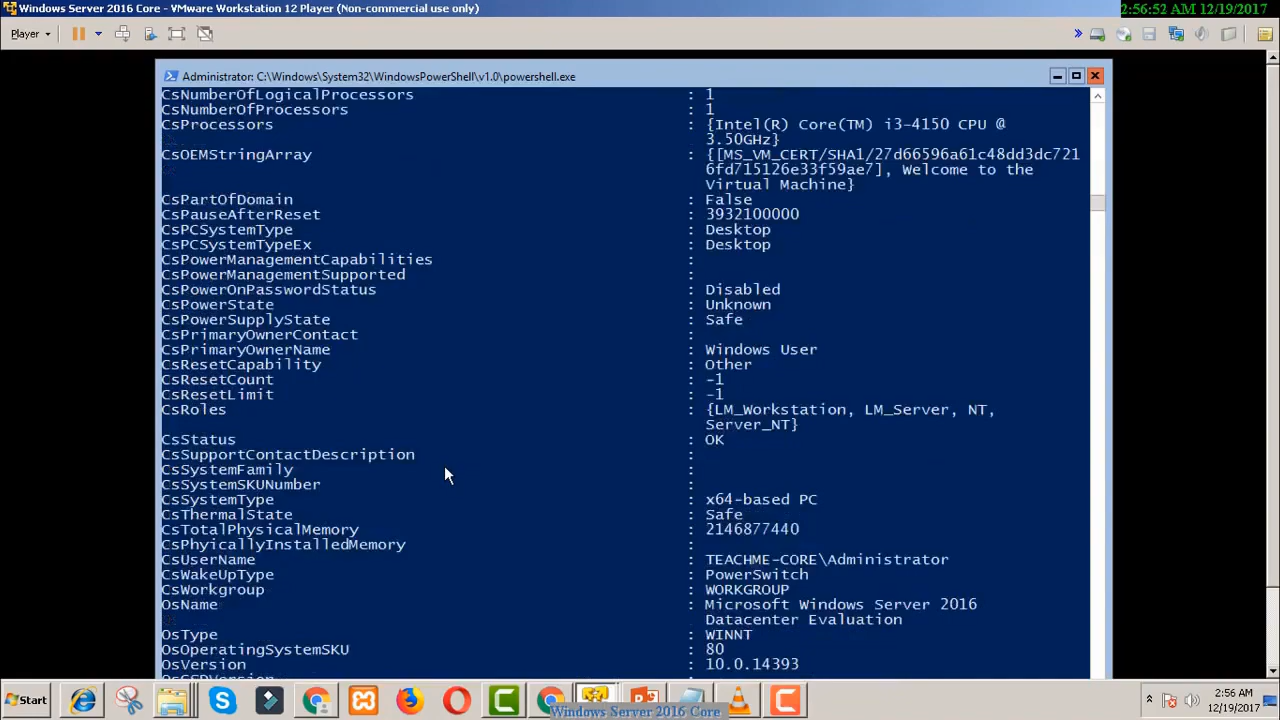 Windows Server 2016 Core - VMware Workstation 12 Player (Non-commercial use only)
2:56:52 AM 12/19/2017
Player
Administrator: C:\Windows\System32\WindowsPowerShell\v1.0\powershell.exe
CsNumberOfLogicalProcessors : 1
CsNumberOfProcessors : 1
CsProcessors : {Intel(R) Core(TM) i3-4150 CPU @
3.50GHz}
CsOEMStringArray : {[MS_VM_CERT/SHA1/27d66596a61c48dd3dc721
6fd715126e33f59ae7], Welcome to the
Virtual Machine}
CsPartOfDomain : False
CsPauseAfterReset : 3932100000
CsPCSystemType : Desktop
CsPCSystemTypeEx : Desktop
CsPowerManagementCapabilities :
CsPowerManagementSupported :
CsPowerOnPasswordStatus : Disabled
CsPowerState : Unknown
CsPowerSupplyState : Safe
CsPrimaryOwnerContact :
CsPrimaryOwnerName : Windows User
CsResetCapability : Other
CsResetCount : -1
CsResetLimit : -1
CsRoles : {LM_Workstation, LM_Server, NT,
Server_NT}
CsStatus : OK
CsSupportContactDescription :
CsSystemFamily :
CsSystemSKUNumber :
CsSystemType : x64-based PC
CsThermalState : Safe
CsTotalPhysicalMemory : 2146877440
CsPhyicallyInstalledMemory :
CsUserName : TEACHME-CORE\Administrator
CsWakeUpType : PowerSwitch
CsWorkgroup : WORKGROUP
OsName : Microsoft Windows Server 2016
Datacenter Evaluation
OsType : WINNT
OsOperatingSystemSKU : 80
OsVersion : 10.0.14393
Start
2:56 AM
12/19/2017
Windows Server 2016 Core